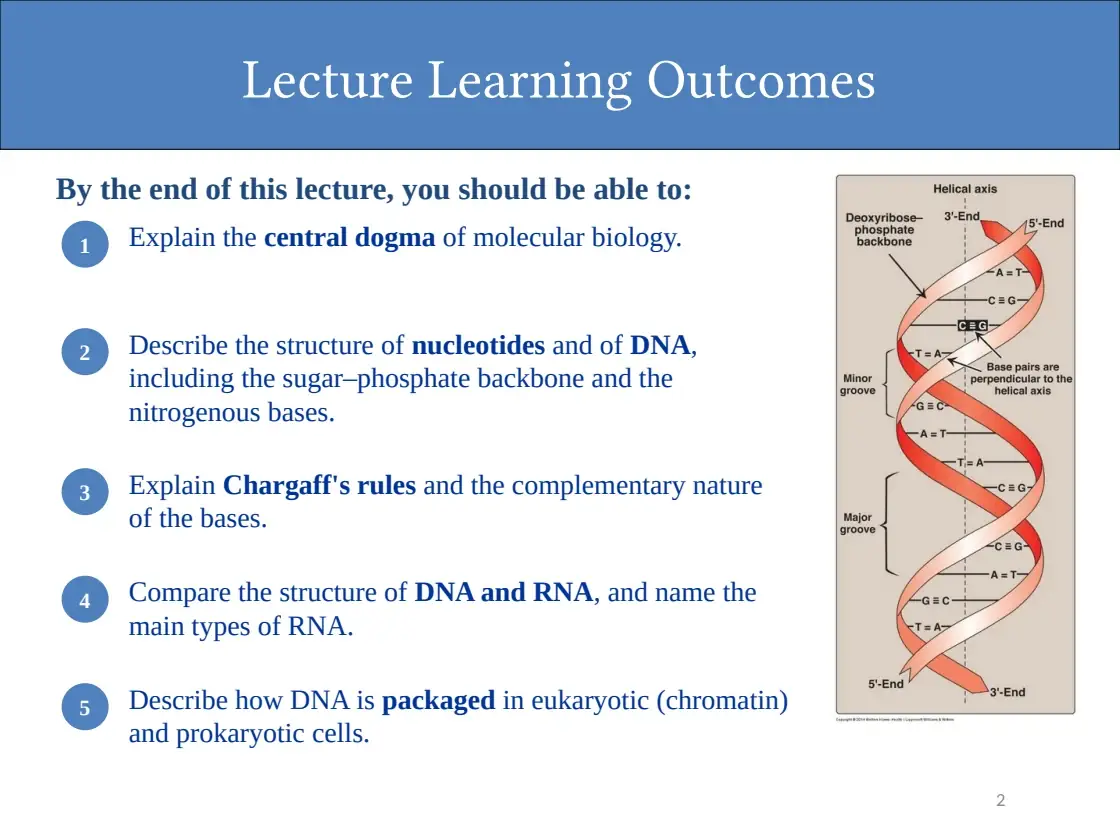 Lecture Learning Outcomes
By the end of this lecture, you should be able to:
1
Explain the central dogma of molecular biology.
2
Describe the structure of nucleotides and of DNA,
including the sugar–phosphate backbone and the
nitrogenous bases.
3
Explain Chargaff's rules and the complementary nature
of the bases.
4
Compare the structure of DNA and RNA, and name the
main types of RNA.
5
Describe how DNA is packaged in eukaryotic (chromatin)
and prokaryotic cells.
Helical axis
Deoxyribose–
phosphate
backbone
3'-End
5'-End
A = T
C ≡ G
C ≡ G
T = A
Base pairs are
perpendicular to the
helical axis
Minor
groove
G ≡ C
A = T
T = A
C ≡ G
Major
groove
C ≡ G
A = T
G ≡ C
T = A
5'-End
3'-End
2